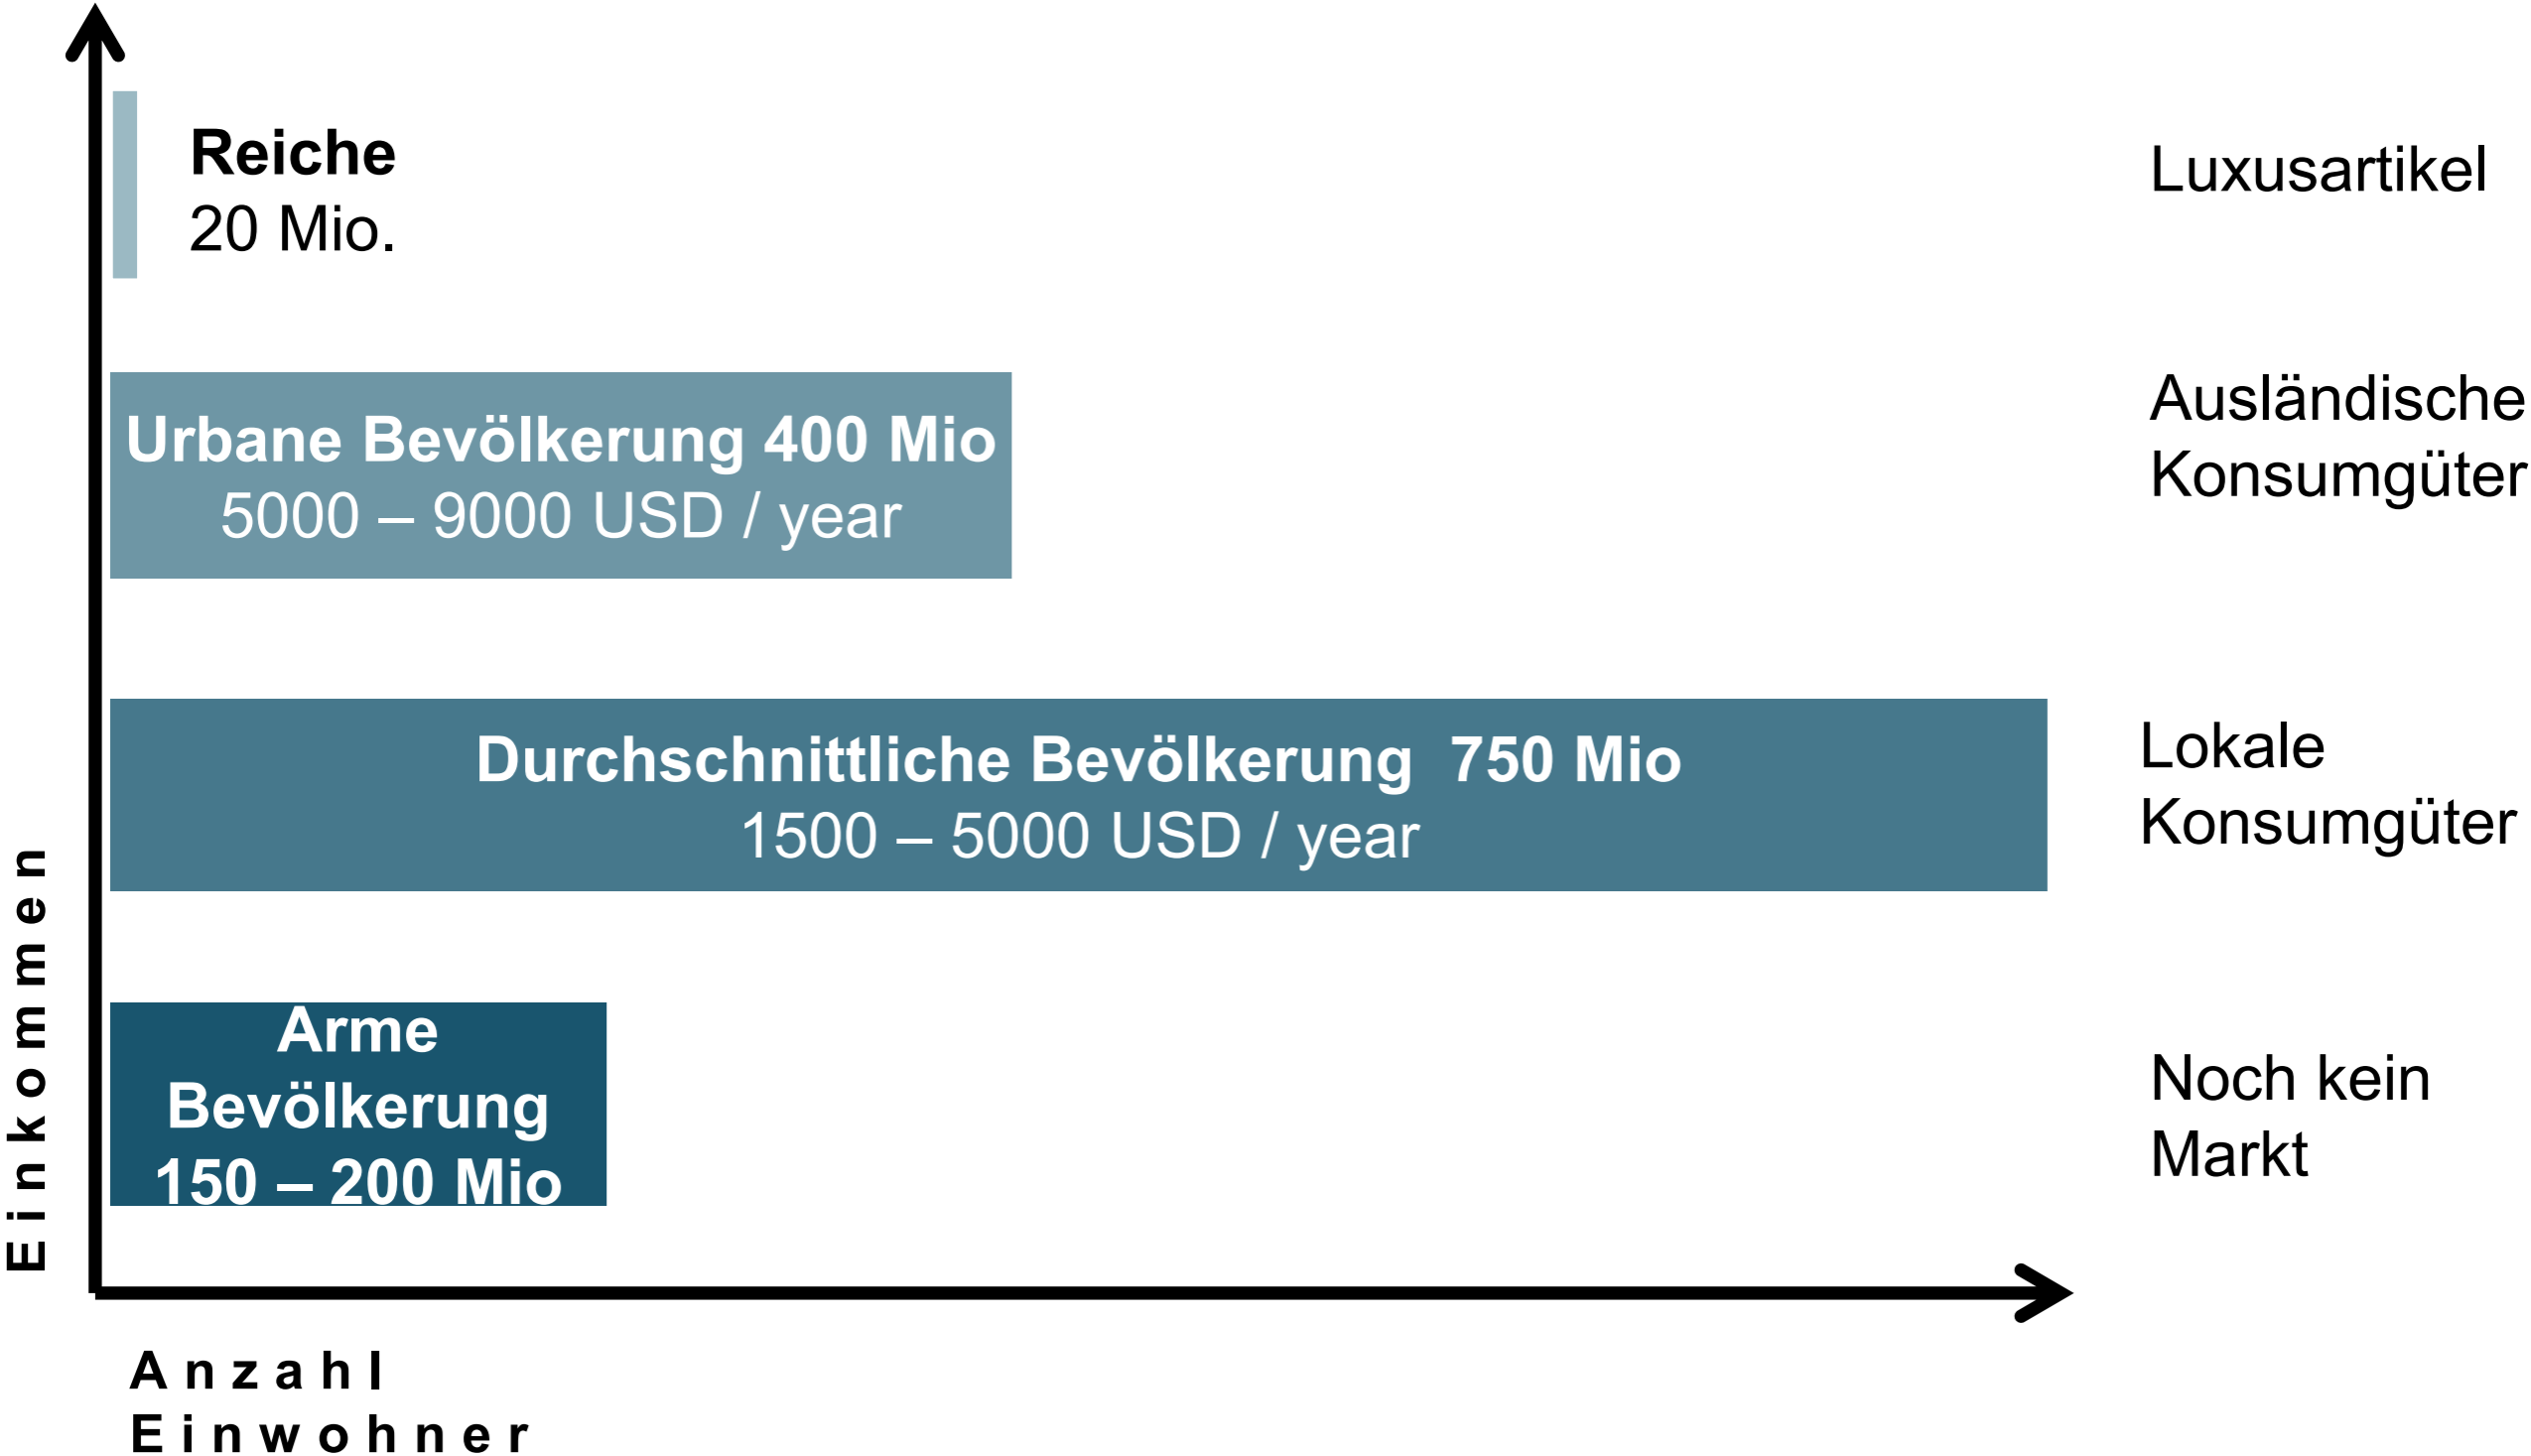 Reiche
20 Mio.
Luxusartikel
Urbane Bevölkerung 400 Mio
5000 – 9000 USD / year
Ausländische
Konsumgüter
Durchschnittliche Bevölkerung 750 Mio
1500 – 5000 USD / year
Lokale
Konsumgüter
Arme
Bevölkerung
150 – 200 Mio
Noch kein
Markt
Einkommen
Anzahl
Einwohner